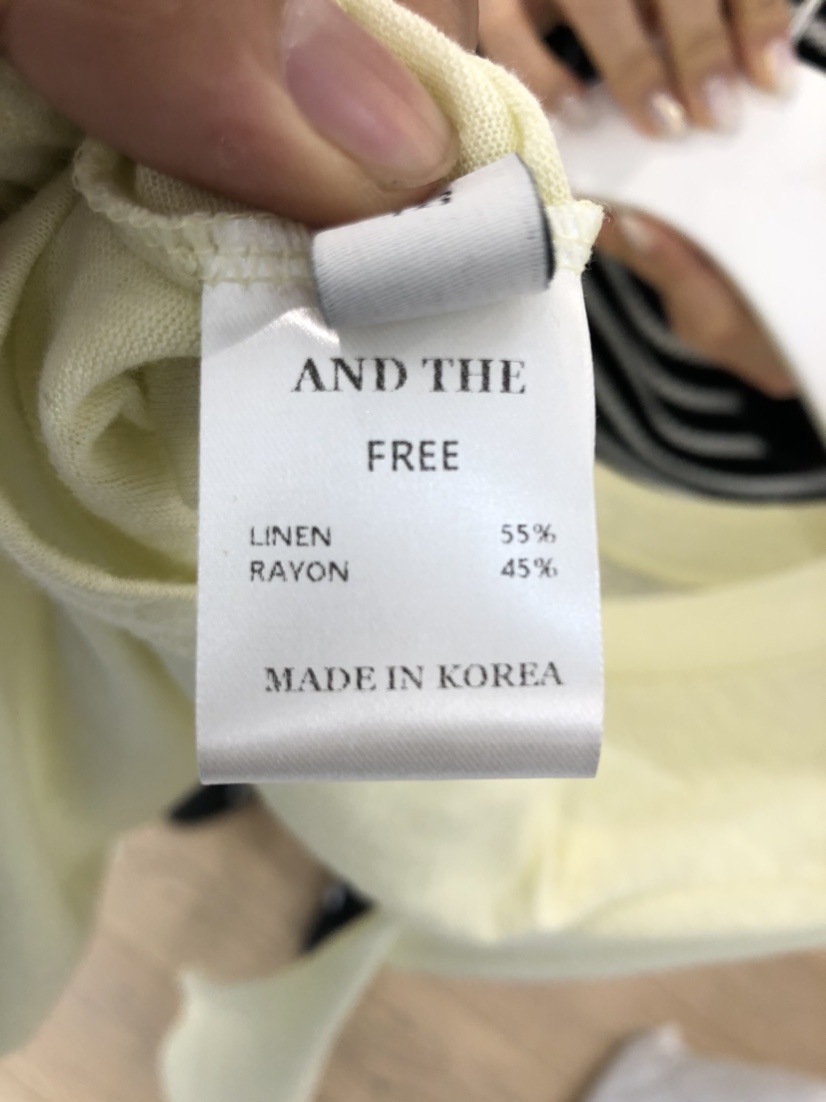 AND THE
FREE
LINEN 55%
RAYON 45%
MADE IN KOREA